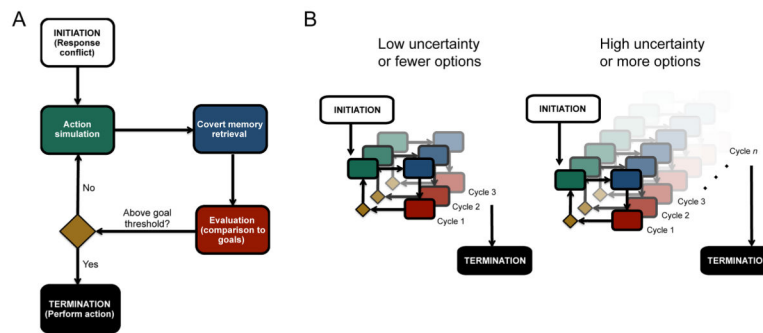 A
INITIATION
(Response
conflict)
Action
simulation
Covert memory
retrieval
No
Above goal
threshold?
Evaluation
(comparison to
goals)
Yes
TERMINATION
(Perform action)
B
Low uncertainty
or fewer options
INITIATION
Cycle 3
Cycle 2
Cycle 1
TERMINATION
High uncertainty
or more options
INITIATION
Cycle n
Cycle 3
Cycle 2
Cycle 1
TERMINATION